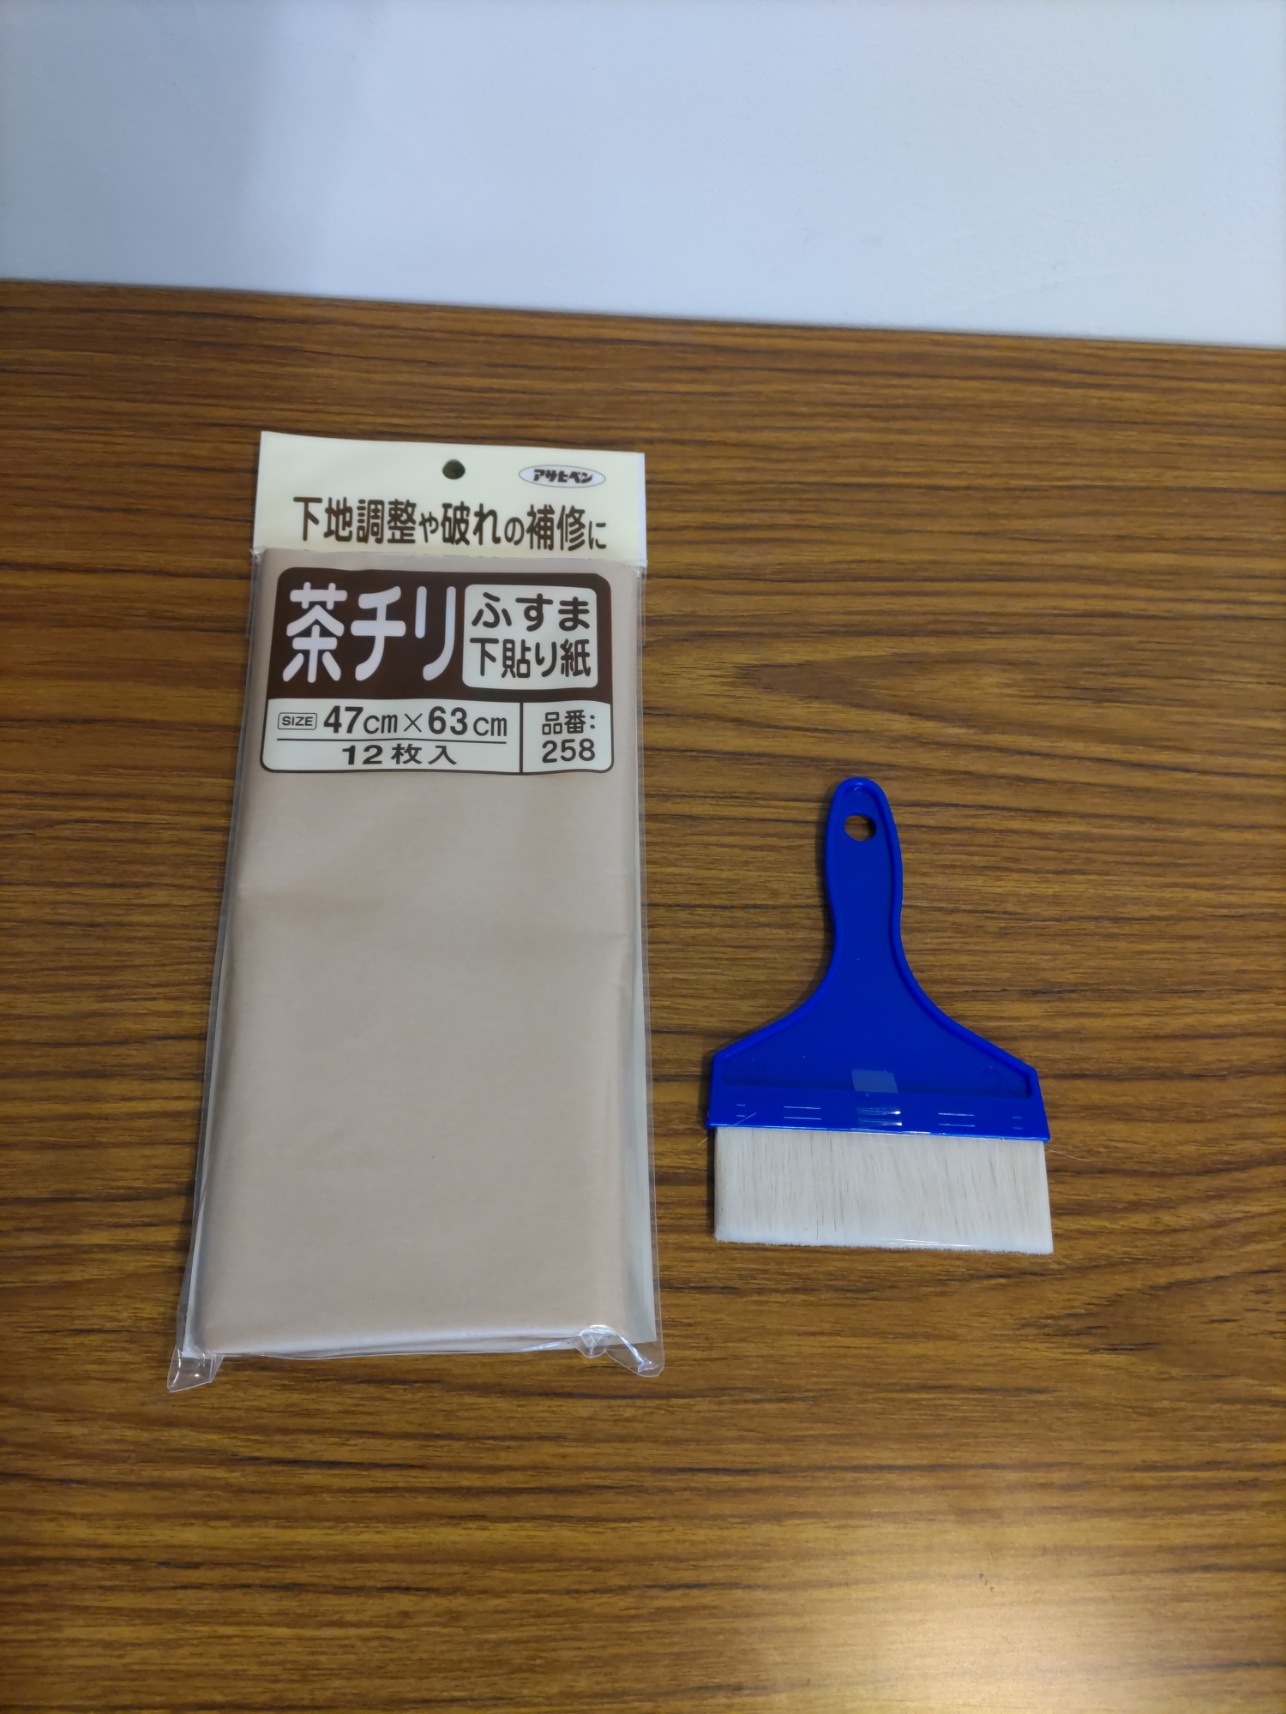 アサヒペン
下地調整や破れの補修に
茶チリ
ふすま
下貼り紙
SIZE 47cm×63cm
12枚入
品番:
258